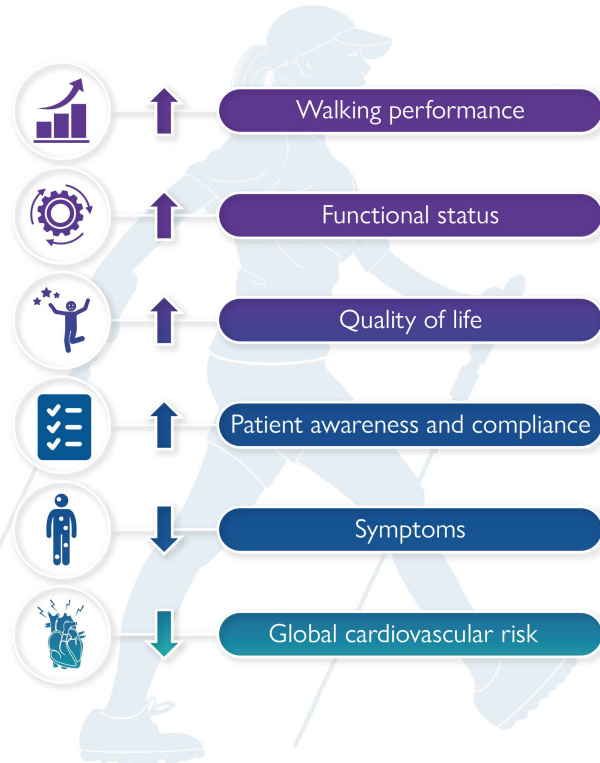 Walking performance
Functional status
Quality of life
Patient awareness and compliance
Symptoms
Global cardiovascular risk